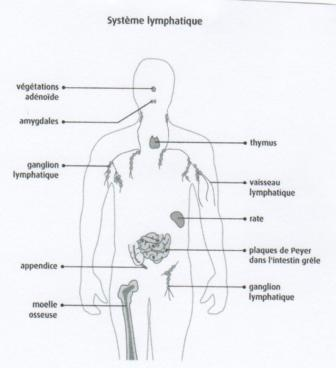 Système lymphatique
végétations
adénoïde
amygdales
ganglion
lymphatique
appendice
moelle
osseuse
thymus
vaisseau
lymphatique
rate
plaques de Peyer
dans l'intestin grêle
ganglion
lymphatique